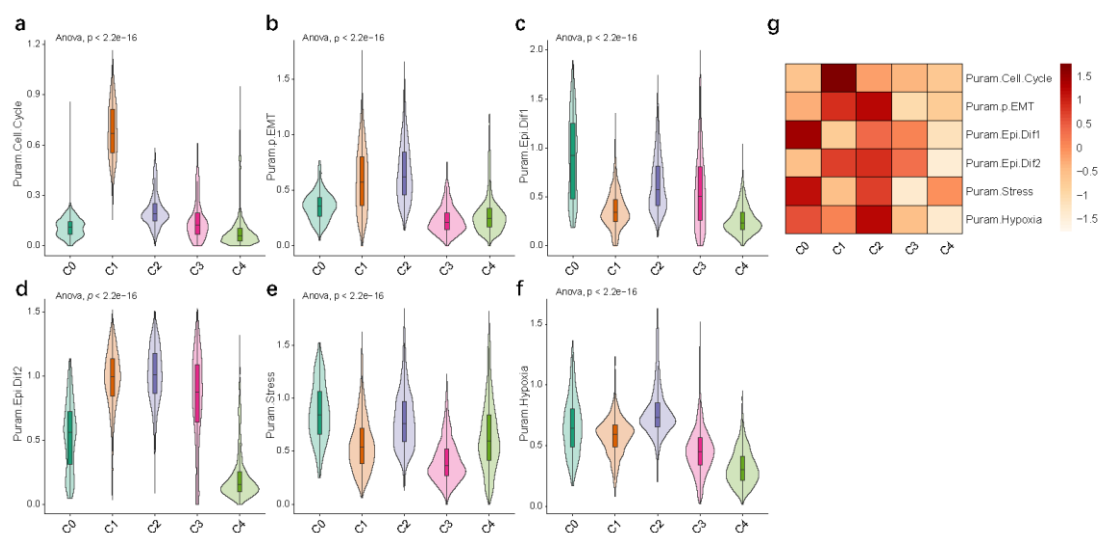 a
Anova, p < 2.2e−16
Puram.Cell.Cycle
1.2
0.9
0.6
0.3
0.0
C0 C1 C2 C3 C4
b
Anova, p < 2.2e−16
Puram.p.EMT
1.5
1.0
0.5
0.0
C0 C1 C2 C3 C4
c
Anova, p < 2.2e−16
Puram.Epi.Dif1
2.0
1.5
1.0
0.5
0.0
C0 C1 C2 C3 C4
g
Puram.Cell.Cycle
Puram.p.EMT
Puram.Epi.Dif1
Puram.Epi.Dif2
Puram.Stress
Puram.Hypoxia
C0 C1 C2 C3 C4
1.5
1
0.5
0
−0.5
−1
−1.5
d
Anova, p < 2.2e−16
Puram.Epi.Dif2
1.5
1.0
0.5
0.0
C0 C1 C2 C3 C4
e
Anova, p < 2.2e−16
Puram.Stress
1.5
1.0
0.5
0.0
C0 C1 C2 C3 C4
f
Anova, p < 2.2e−16
Puram.Hypoxia
1.5
1.0
0.5
0.0
C0 C1 C2 C3 C4